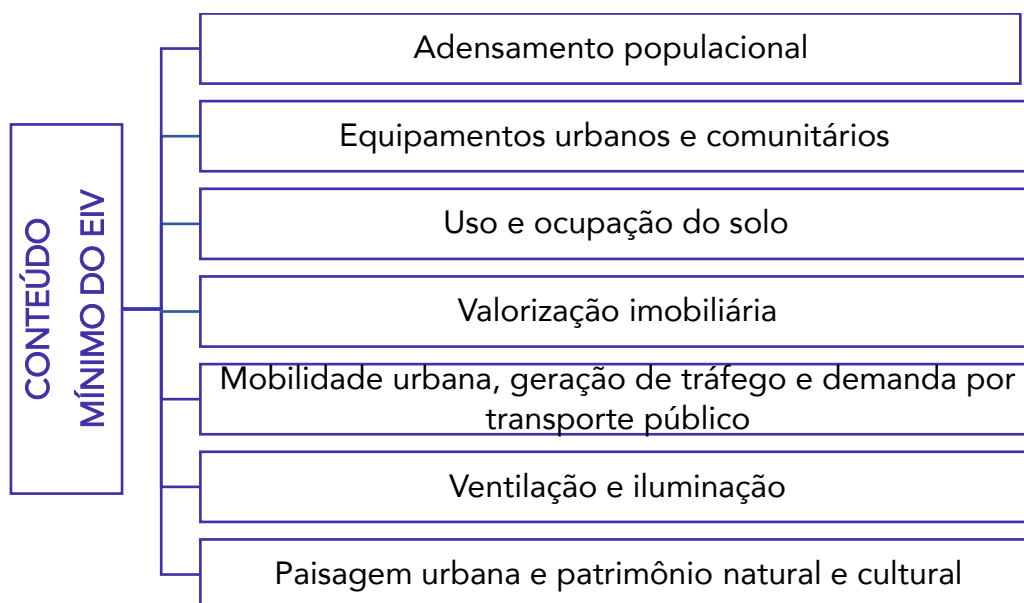 CONTEÚDO
MÍNIMO DO EIV
Adensamento populacional
Equipamentos urbanos e comunitários
Uso e ocupação do solo
Valorização imobiliária
Mobilidade urbana, geração de tráfego e demanda por
transporte público
Ventilação e iluminação
Paisagem urbana e patrimônio natural e cultural